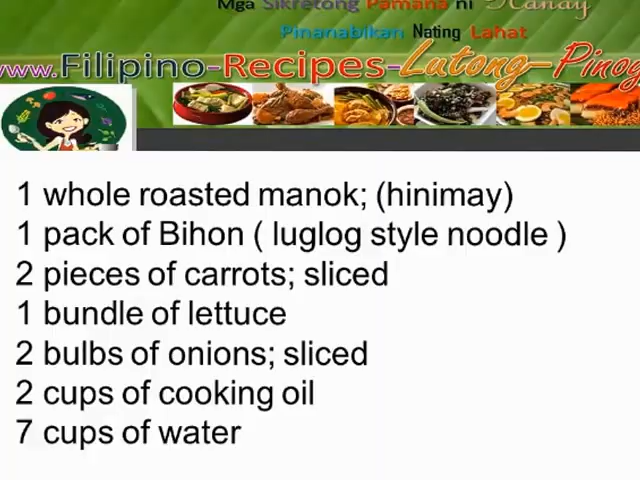 Mga Sikretong Pamana ni Nanay
Pinanabikan Nating Lahat
www.Filipino-Recipes-Lutong-Pinoy
1 whole roasted manok; (hinimay)
1 pack of Bihon ( luglog style noodle )
2 pieces of carrots; sliced
1 bundle of lettuce
2 bulbs of onions; sliced
2 cups of cooking oil
7 cups of water